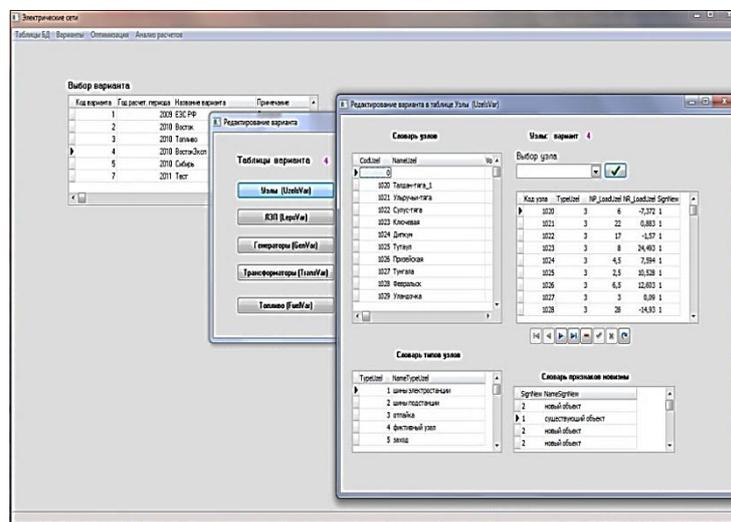 Электрические сети
Таблицы БД Варианты Оптимизация Анализ расчетов
Выбор варианта
Код варианта Год расчет. периода Название варианта Примечание
1 2009 ЕЭС РФ
2 2010 Восток
3 2010 Топливо
4 2010 ВостокЭксп
5 2010 Сибирь
7 2011 Тест
Редактирование варианта
Таблицы варианта 4
Узлы (UzelsVar)
ЛЭП (LepsVar)
Генераторы (GenVar)
Трансформаторы (TransVar)
Топливо (FuelVar)
Редактирование варианта в таблице Узлы (UzelsVar)
Словарь узлов
CodUzel NameUzel
0
1020 Талдан-тяга_1
1021 Ульручьи-тяга
1022
1023 Ключевая
1024 Дипкун
1025 Тутаул
1026 Призейская
1027 Тунгала
1028 Февральск
1029
Узлы: вариант 4
Выбор узла
Код узла TypeUzel NP_LoadUzel NR_LoadUzel SignNew
1020 3 6 -7,372 1
1021 3 22 0,883 1
1022 3 17 -1,57 1
1023 3 8 24,493 1
1024 3 4,5 7,594 1
1025 3 2,5 10,528 1
1026 3 6,5 12,603 1
1027 3 3 0,09 1
1028 3 26 -14,93 1
Словарь типов узлов
TypeUzel NameTypeUzel
1 шины электростанции
2 шины подстанции
3 отпайка
4 фиктивный узел
5 заход
Словарь признаков новизны
SignNew NameSignNew
2 новый объект
1 существующий объект
2 новый объект
2 новый объект